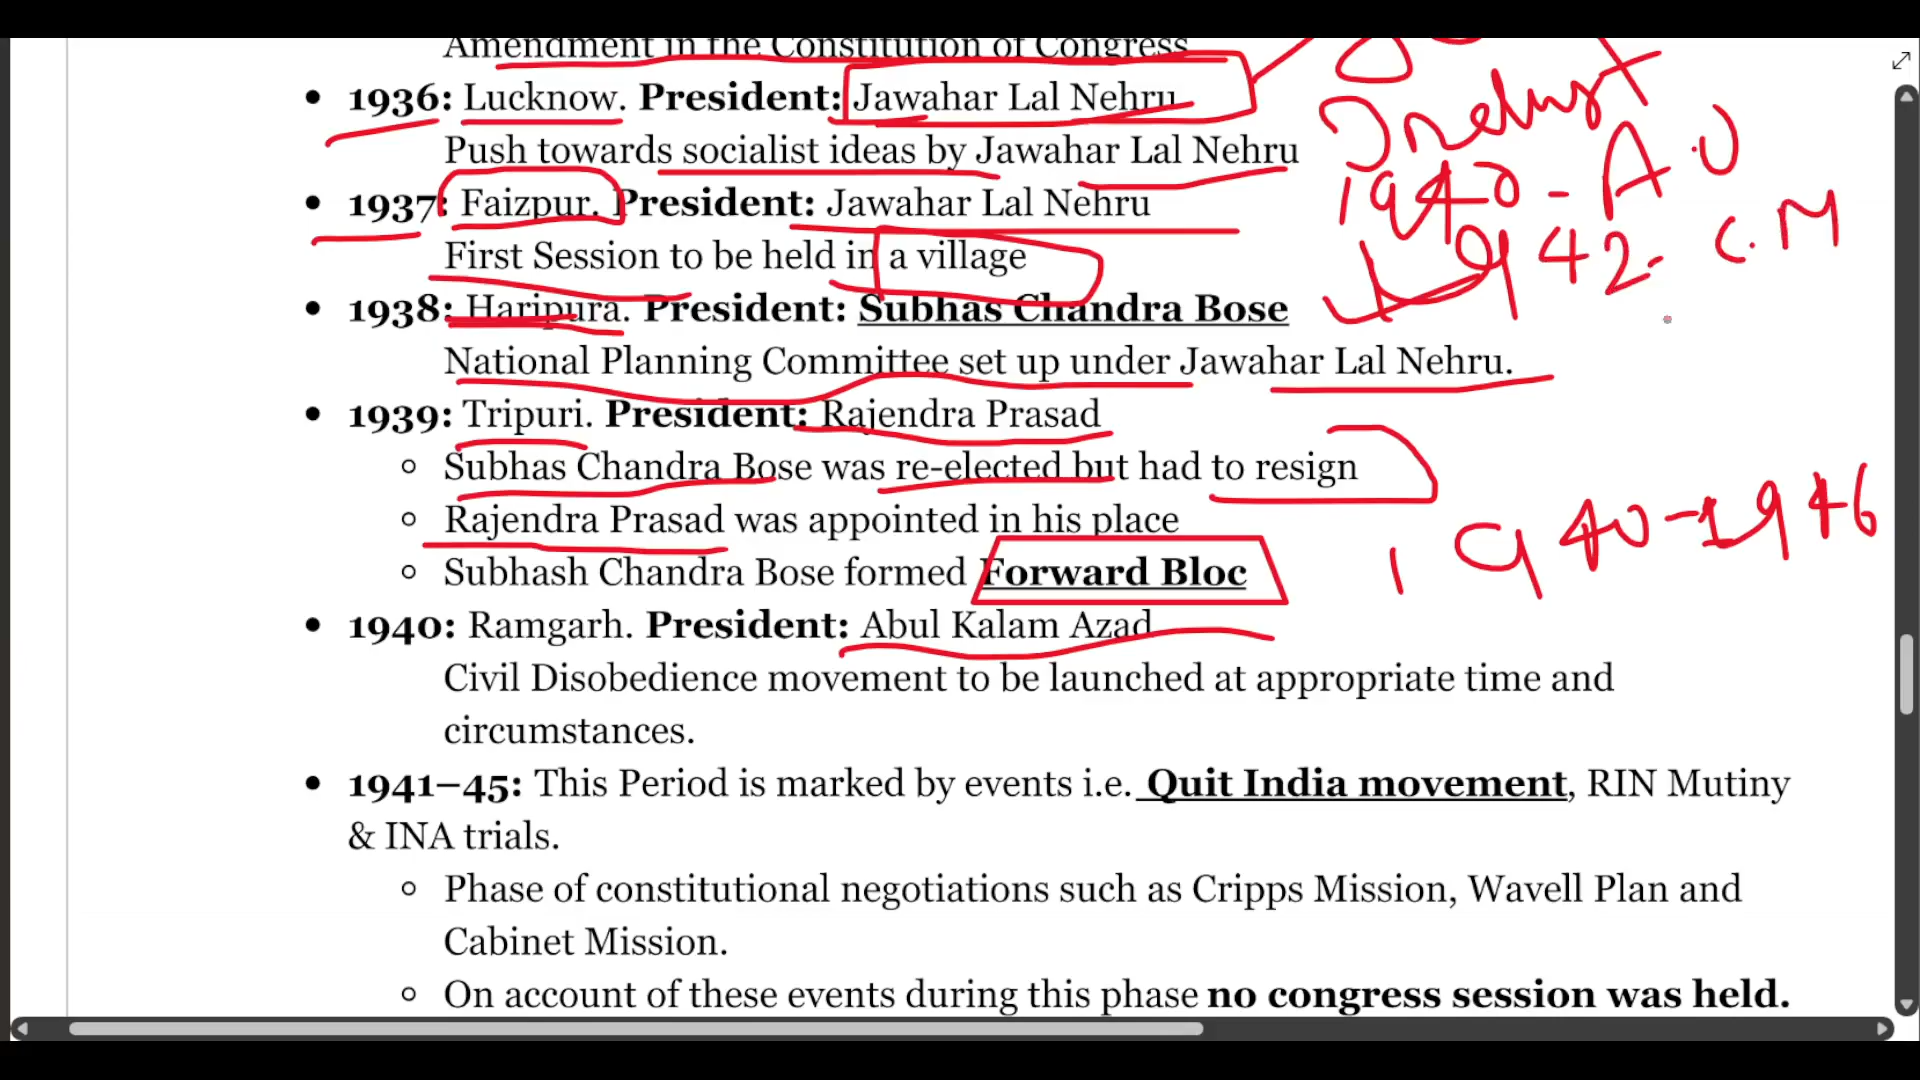 Amendment in the Constitution of Congress
• 1936: Lucknow. President: Jawahar Lal Nehru
Push towards socialist ideas by Jawahar Lal Nehru
• 1937: Faizpur. President: Jawahar Lal Nehru
First Session to be held in a village
• 1938: Haripura. President: Subhas Chandra Bose
National Planning Committee set up under Jawahar Lal Nehru.
• 1939: Tripuri. President: Rajendra Prasad
○ Subhas Chandra Bose was re-elected but had to resign
○ Rajendra Prasad was appointed in his place
○ Subhash Chandra Bose formed Forward Bloc
• 1940: Ramgarh. President: Abul Kalam Azad
Civil Disobedience movement to be launched at appropriate time and
circumstances.
• 1941–45: This Period is marked by events i.e. Quit India movement, RIN Mutiny
& INA trials.
○ Phase of constitutional negotiations such as Cripps Mission, Wavell Plan and
Cabinet Mission.
○ On account of these events during this phase no congress session was held.
1940 - A.O
1942- C.M
1940-1946